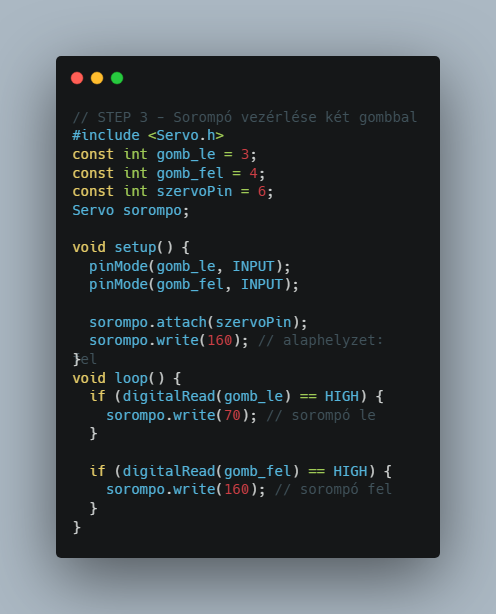 // STEP 3 - Sorompó vezérlése két gombbal
#include <Servo.h>
const int gomb_le = 3;
const int gomb_fel = 4;
const int szervoPin = 6;
Servo sorompo;
void setup() {
pinMode(gomb_le, INPUT);
pinMode(gomb_fel, INPUT);
sorompo.attach(szervoPin);
sorompo.write(160); // alaphelyzet:
}el
void loop() {
if (digitalRead(gomb_le) == HIGH) {
sorompo.write(70); // sorompó le
}
if (digitalRead(gomb_fel) == HIGH) {
sorompo.write(160); // sorompó fel
}
}